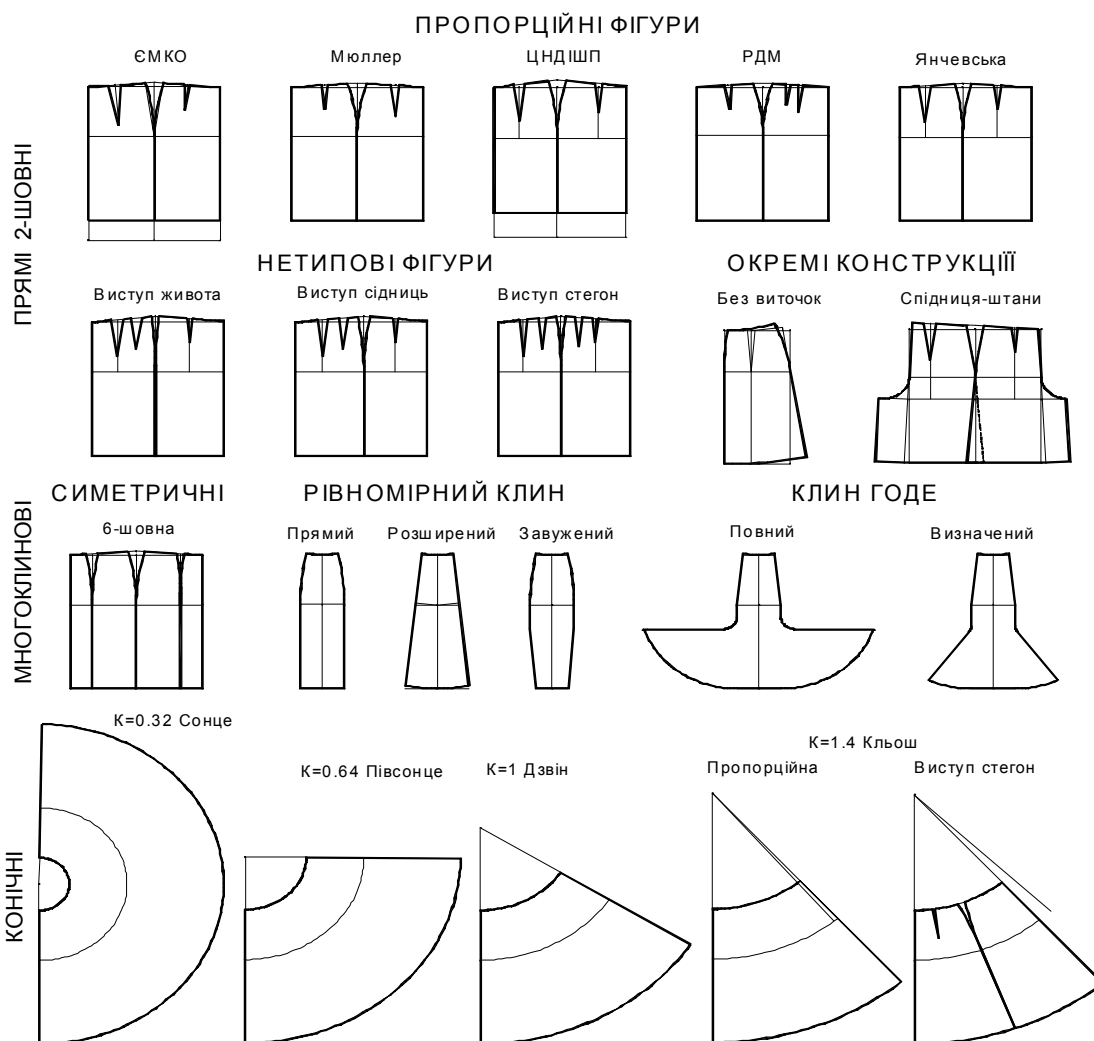 ПРОПОРЦІЙНІ ФІГУРИ
ЄМКО
Мюллер
ЦНДІШП
РДМ
Янчевська
ПРЯМІ 2-ШОВНІ
НЕТИПОВІ ФІГУРИ
ОКРЕМІ КОНСТРУКЦІЇЇ
Виступ живота
Виступ сідниць
Виступ стегон
Без виточок
Спідниця-штани
МНОГОКЛИНОВІ
СИМЕТРИЧНІ
РІВНОМІРНИЙ КЛИН
КЛИН ГОДЕ
6-шовна
Прямий
Розширений
Завужений
Повний
Визначений
КОНІЧНІ
К=0.32 Сонце
К=0.64 Півсонце
К=1 Дзвін
К=1.4 Кльош
Пропорційна
Виступ стегон